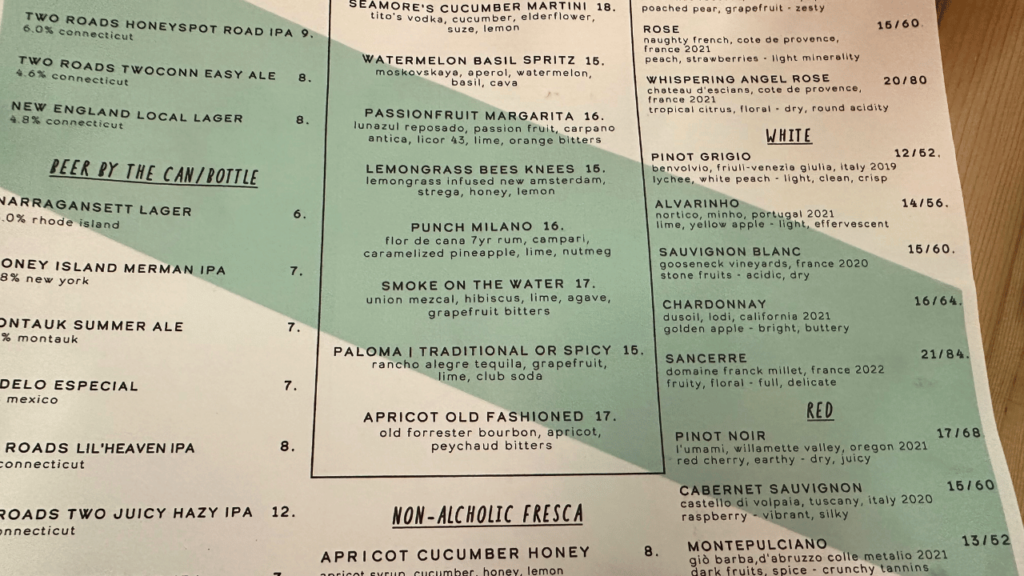 TWO ROADS HONEYSPOT ROAD IPA 9.
6.0% connecticut
TWO ROADS TWOCONN EASY ALE 8.
4.6% connecticut
NEW ENGLAND LOCAL LAGER 8.
4.8% connecticut
BEER BY THE CAN/BOTTLE
NARRAGANSETT LAGER 6.
.0% rhode island
ONEY ISLAND MERMAN IPA 7.
8% new york
ONTAUK SUMMER ALE 7.
% montauk
DELO ESPECIAL 7.
mexico
ROADS LIL'HEAVEN IPA 8.
connecticut
ROADS TWO JUICY HAZY IPA 12.
onnecticut
7.
SEAMORE'S CUCUMBER MARTINI 18.
tito's vodka, cucumber, elderflower,
suze, lemon
WATERMELON BASIL SPRITZ 15.
moskovskaya, aperol, watermelon,
basil, cava
PASSIONFRUIT MARGARITA 16.
lunazul reposado, passion fruit, carpano
antica, licor 43, lime, orange bitters
LEMONGRASS BEES KNEES 15.
lemongrass infused new amsterdam,
strega, honey, lemon
PUNCH MILANO 16.
flor de cana 7yr rum, campari,
caramelized pineapple, lime, nutmeg
SMOKE ON THE WATER 17.
union mezcal, hibiscus, lime, agave,
grapefruit bitters
PALOMA | TRADITIONAL OR SPICY 15.
rancho alegre tequila, grapefruit,
lime, club soda
APRICOT OLD FASHIONED 17.
old forrester bourbon, apricot,
peychaud bitters
NON-ALCHOLIC FRESCA
APRICOT CUCUMBER HONEY 8.
apricot syrup, cucumber, honey, lemon
poached pear, grapefruit - zesty
ROSE 15/60.
naughty french, cote de provence,
france 2021
peach, strawberries - light minerality
WHISPERING ANGEL ROSE 20/80
chateau d'escians, cote de provence,
france 2021
tropical citrus, floral - dry, round acidity
WHITE
PINOT GRIGIO 12/52.
benvolvio, friuli-venezia giulia, italy 2019
lychee, white peach - light, clean, crisp
ALVARINHO 14/56.
nortico, minho, portugal 2021
lime, yellow apple - light, effervescent
SAUVIGNON BLANC 15/60.
gooseneck vineyards, france 2020
stone fruits - acidic, dry
CHARDONNAY 16/64.
dusoil, lodi, california 2021
golden apple - bright, buttery
SANCERRE 21/84.
domaine franck millet, france 2022
fruity, floral - full, delicate
RED
PINOT NOIR 17/68
l'umami, willamette valley, oregon 2021
red cherry, earthy - dry, juicy
CABERNET SAUVIGNON 15/60
castello di volpaia, tuscany, italy 2020
raspberry - vibrant, silky
MONTEPULCIANO 13/52
giò barba,d'abruzzo colle metalio 2021
dark fruits, spice - crunchy tannins